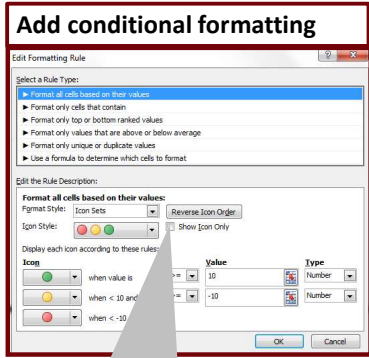 Add conditional formatting
Edit Formatting Rule
Select a Rule Type:
► Format all cells based on their values
► Format only cells that contain
► Format only top or bottom ranked values
► Format only values that are above or below average
► Format only unique or duplicate values
► Use a formula to determine which cells to format
Edit the Rule Description:
Format all cells based on their values:
Format Style: Icon Sets Reverse Icon Order
Icon Style: Show Icon Only
Display each icon according to these rules:
Icon Value Type
when value is >= 10 Number
when < 10 and >= -10 Number
when < -10
OK Cancel